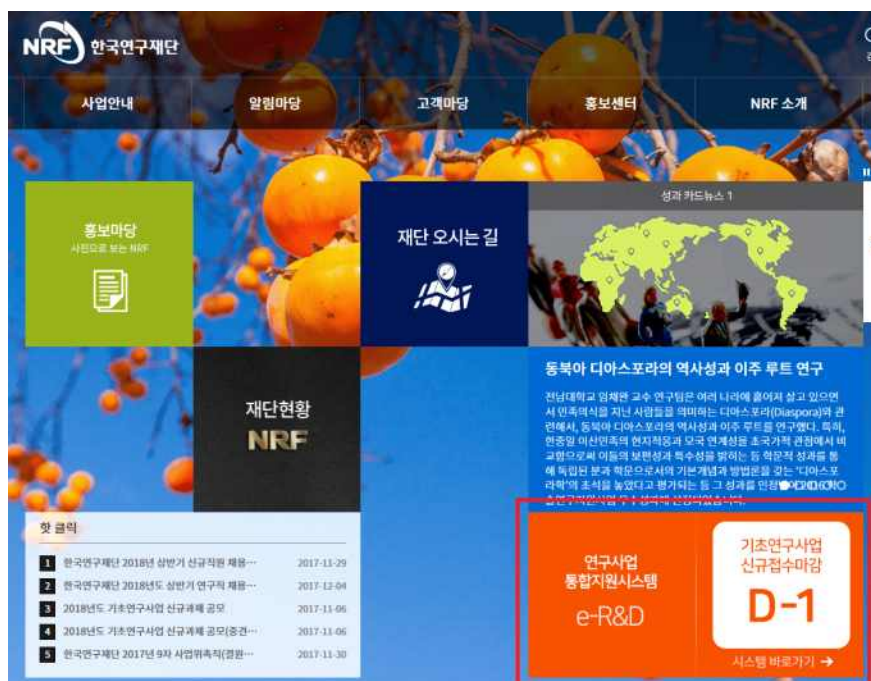 NRF 한국연구재단
사업안내
알림마당
고객마당
홍보센터
NRF 소개
홍보마당
사진으로 보는 NRF
재단 오시는 길
성과 카드뉴스 1
재단현황
NRF
동북아 디아스포라의 역사성과 이주 루트 연구
전남대학교 임채완 교수 연구팀은 여러 나라에 흩어져 살고 있으면
서 민족의식을 지닌 사람들을 의미하는 디아스포라(Diaspora)와 관
련해서, 동북아 디아스포라의 역사성과 이주 루트를 연구했다. 특히,
한중일 이산민족의 현지적응과 모국 연계성을 초국가적 관점에서 비
교함으로써 이들의 보편성과 특수성을 밝히는 등 학문적 성과를 통
해 독립된 분과 학문으로서의 기본개념과 방법론을 갖는 '디아스포
라학'의 초석을 놓았다고 평가되는 등 그 성과를 인정
핫 클릭
1 한국연구재단 2018년 상반기 신규직원 채용… 2017-11-29
2 한국연구재단 2018년도 상반기 연구직 채용… 2017-12-04
3 2018년도 기초연구사업 신규과제 공모 2017-11-06
4 2018년도 기초연구사업 신규과제 공모(중견… 2017-11-06
5 한국연구재단 2017년 9차 사업위촉직(결원… 2017-11-30
연구사업
통합지원시스템
e-R&D
기초연구사업
신규접수마감
D-1
시스템 바로가기 →